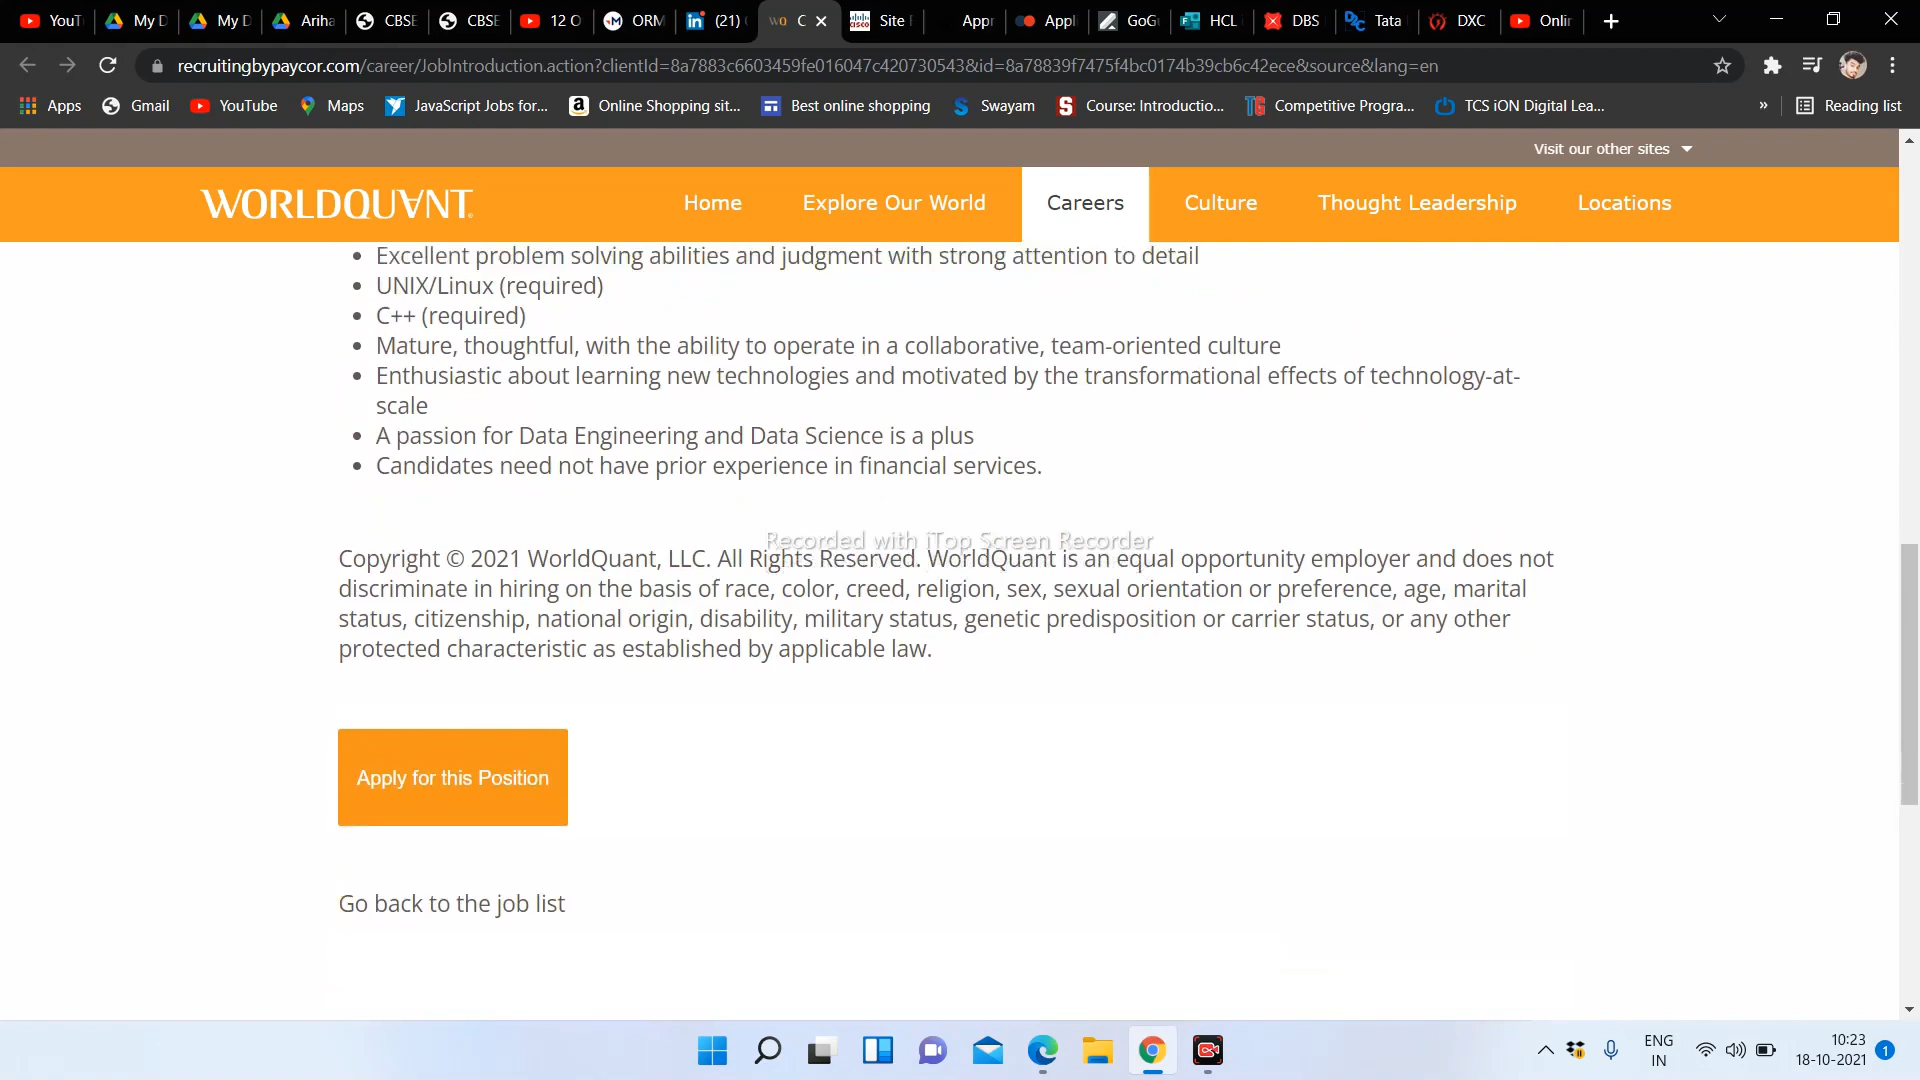 YouT
My D
My D
Ariha
CBSE
CBSE
12 O
ORM
(21)
C
Site
Appr
Appl
GoG
HCL
DBS
Tata
DXC
Onlin
recruitingbypaycor.com/career/JobIntroduction.action?clientId=8a7883c6603459fe016047c420730543&id=8a78839f7475f4bc0174b39cb6c42ece&source&lang=en
Apps
Gmail
YouTube
Maps
JavaScript Jobs for...
Online Shopping sit...
Best online shopping
Swayam
Course: Introductio...
Competitive Progra...
TCS iON Digital Lea...
»
Reading list
Visit our other sites
WORLDQUANT
Home
Explore Our World
Careers
Culture
Thought Leadership
Locations
• Excellent problem solving abilities and judgment with strong attention to detail
• UNIX/Linux (required)
• C++ (required)
• Mature, thoughtful, with the ability to operate in a collaborative, team-oriented culture
• Enthusiastic about learning new technologies and motivated by the transformational effects of technology-at-
scale
• A passion for Data Engineering and Data Science is a plus
• Candidates need not have prior experience in financial services.
Recorded with iTop Screen Recorder
Copyright © 2021 WorldQuant, LLC. All Rights Reserved. WorldQuant is an equal opportunity employer and does not
discriminate in hiring on the basis of race, color, creed, religion, sex, sexual orientation or preference, age, marital
status, citizenship, national origin, disability, military status, genetic predisposition or carrier status, or any other
protected characteristic as established by applicable law.
Apply for this Position
Go back to the job list
ENG
IN
10:23
18-10-2021
1